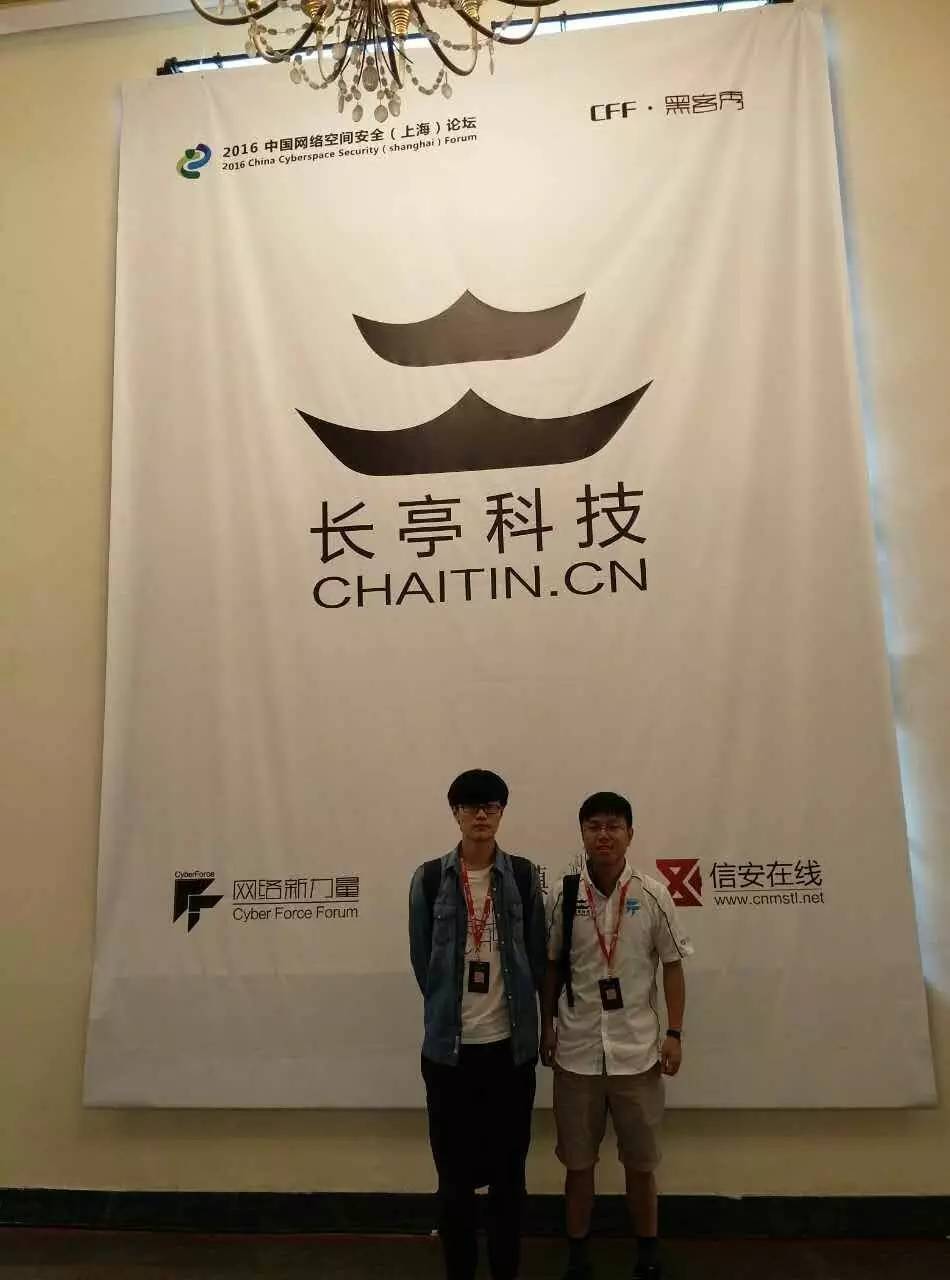 2016 中国网络空间安全（上海）论坛
2016 China Cyberspace Security（shanghai）Forum
CFF · 黑客秀
长亭科技
CHAITIN.CN
CyberForce
网络新力量
Cyber Force Forum
信安在线
www.cnmstl.net